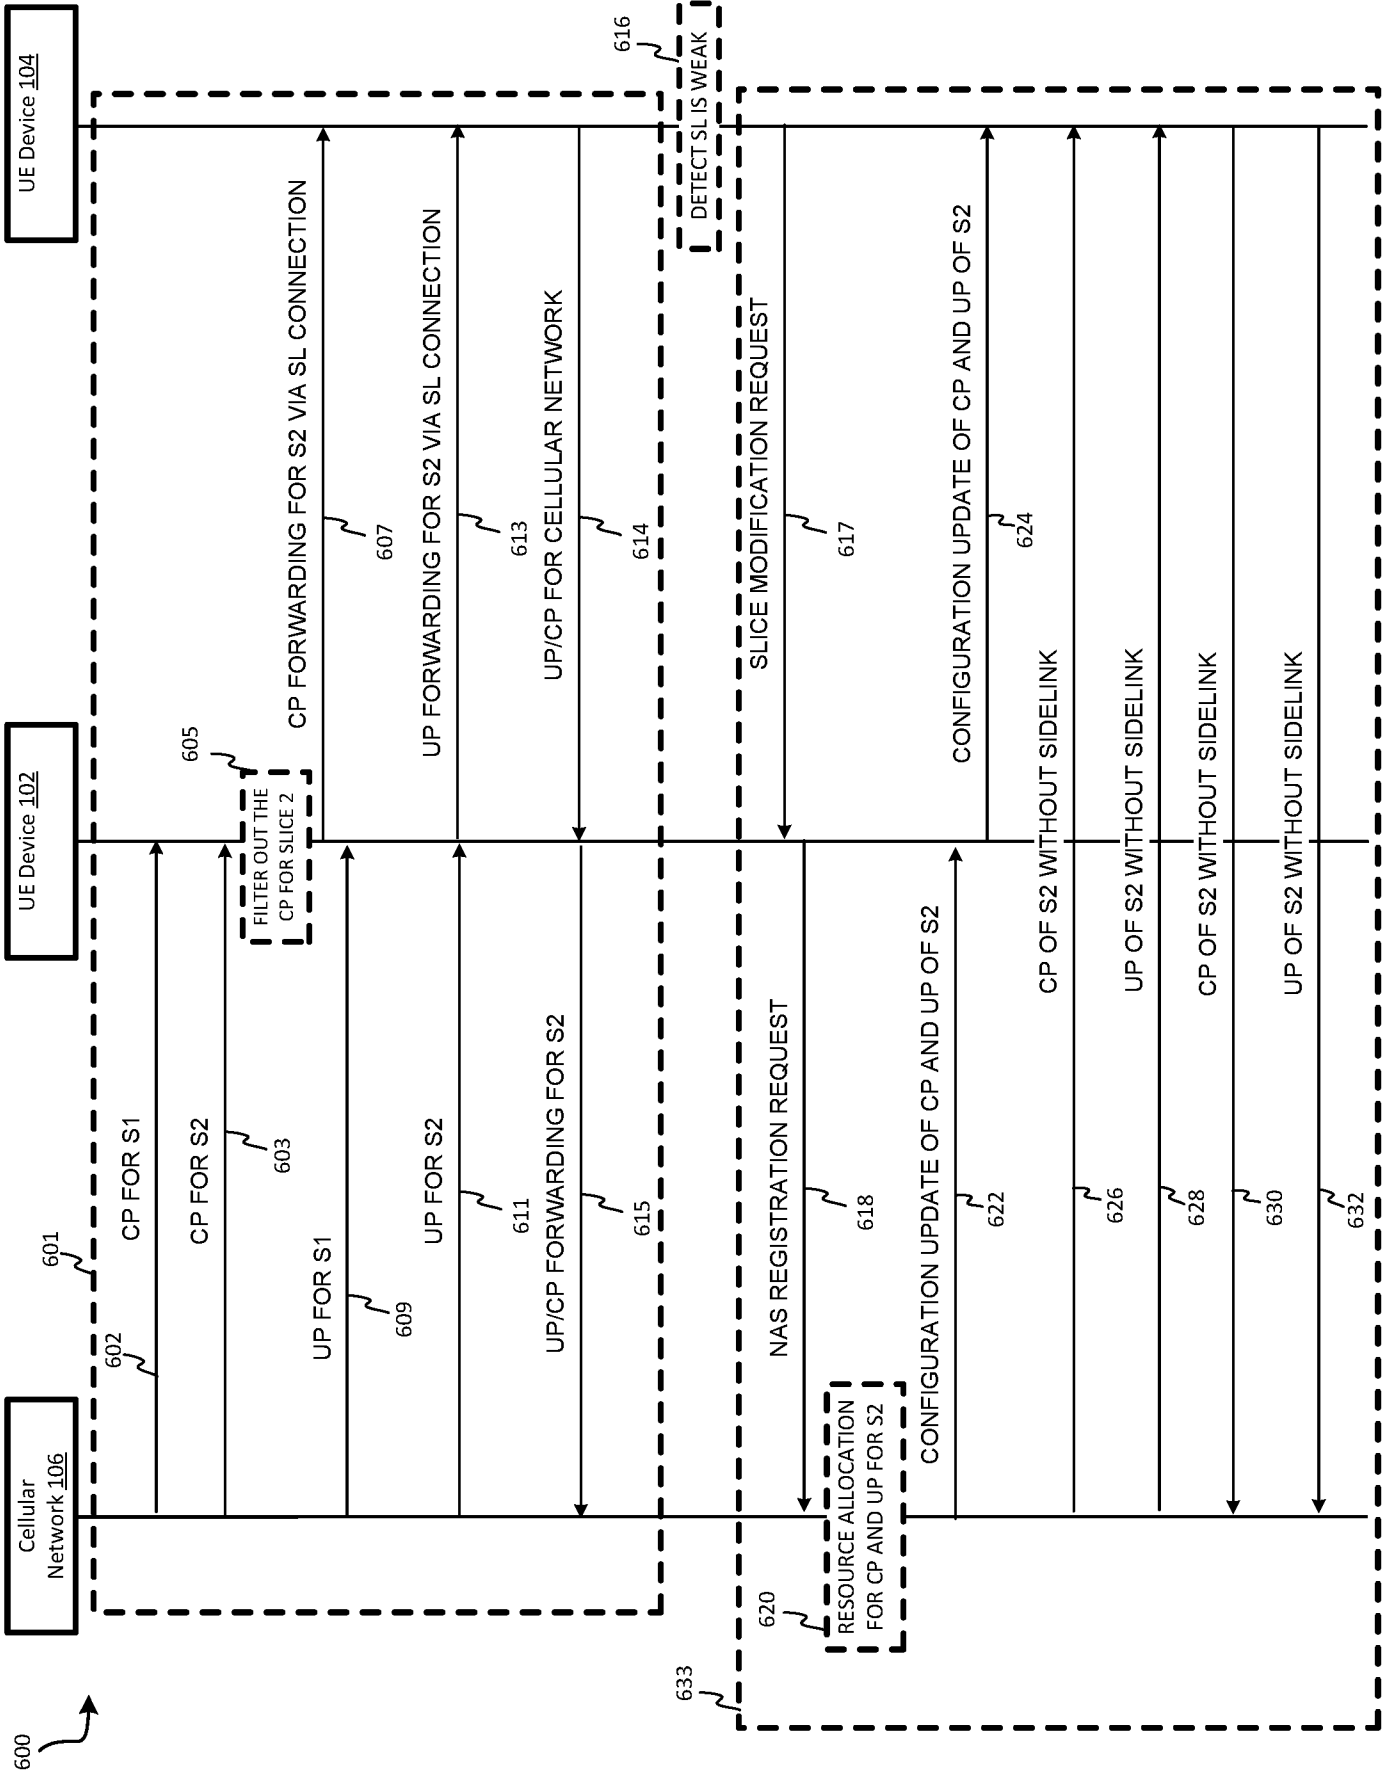 600
Cellular
Network 106
UE Device 102
UE Device 104
601
602
CP FOR S1
CP FOR S2
603
605
FILTER OUT THE
CP FOR SLICE 2
CP FORWARDING FOR S2 VIA SL CONNECTION
607
UP FOR S1
609
UP FOR S2
611
UP FORWARDING FOR S2 VIA SL CONNECTION
613
UP/CP FOR CELLULAR NETWORK
614
UP/CP FORWARDING FOR S2
615
616
DETECT SL IS WEAK
633
SLICE MODIFICATION REQUEST
617
NAS REGISTRATION REQUEST
618
620
RESOURCE ALLOCATION
FOR CP AND UP FOR S2
CONFIGURATION UPDATE OF CP AND UP OF S2
622
CONFIGURATION UPDATE OF CP AND UP OF S2
624
CP OF S2 WITHOUT SIDELINK
626
UP OF S2 WITHOUT SIDELINK
628
CP OF S2 WITHOUT SIDELINK
630
UP OF S2 WITHOUT SIDELINK
632